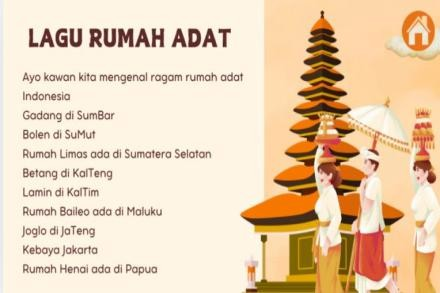 LAGU RUMAH ADAT
Ayo kawan kita mengenal ragam rumah adat
Indonesia
Gadang di SumBar
Bolen di SuMut
Rumah Limas ada di Sumatera Selatan
Betang di KalTeng
Lamin di KalTim
Rumah Baileo ada di Maluku
Joglo di JaTeng
Kebaya Jakarta
Rumah Henai ada di Papua